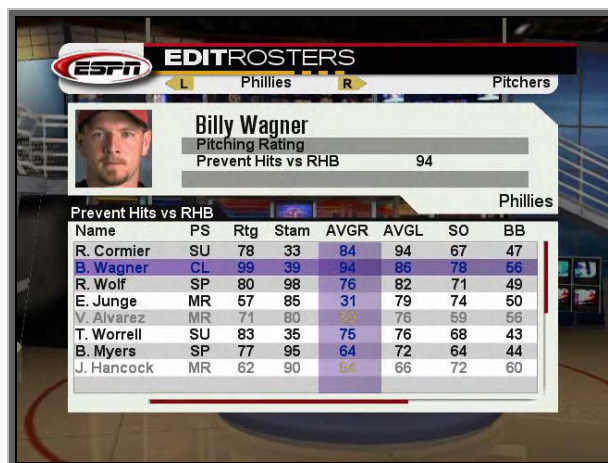 ESPN
EDITROSTERS
L Phillies R Pitchers
Billy Wagner
Pitching Rating
Prevent Hits vs RHB 94
Phillies
Prevent Hits vs RHB
Name PS Rtg Stam AVGR AVGL SO BB
R. Cormier SU 78 33 84 94 67 47
B. Wagner CL 99 39 94 86 78 56
R. Wolf SP 80 98 76 82 71 49
E. Junge MR 57 85 31 79 74 50
V. Alvarez MR 71 80 76 59 56
T. Worrell SU 83 35 75 76 68 43
B. Myers SP 77 95 64 72 64 44
J. Hancock MR 62 90 66 72 60